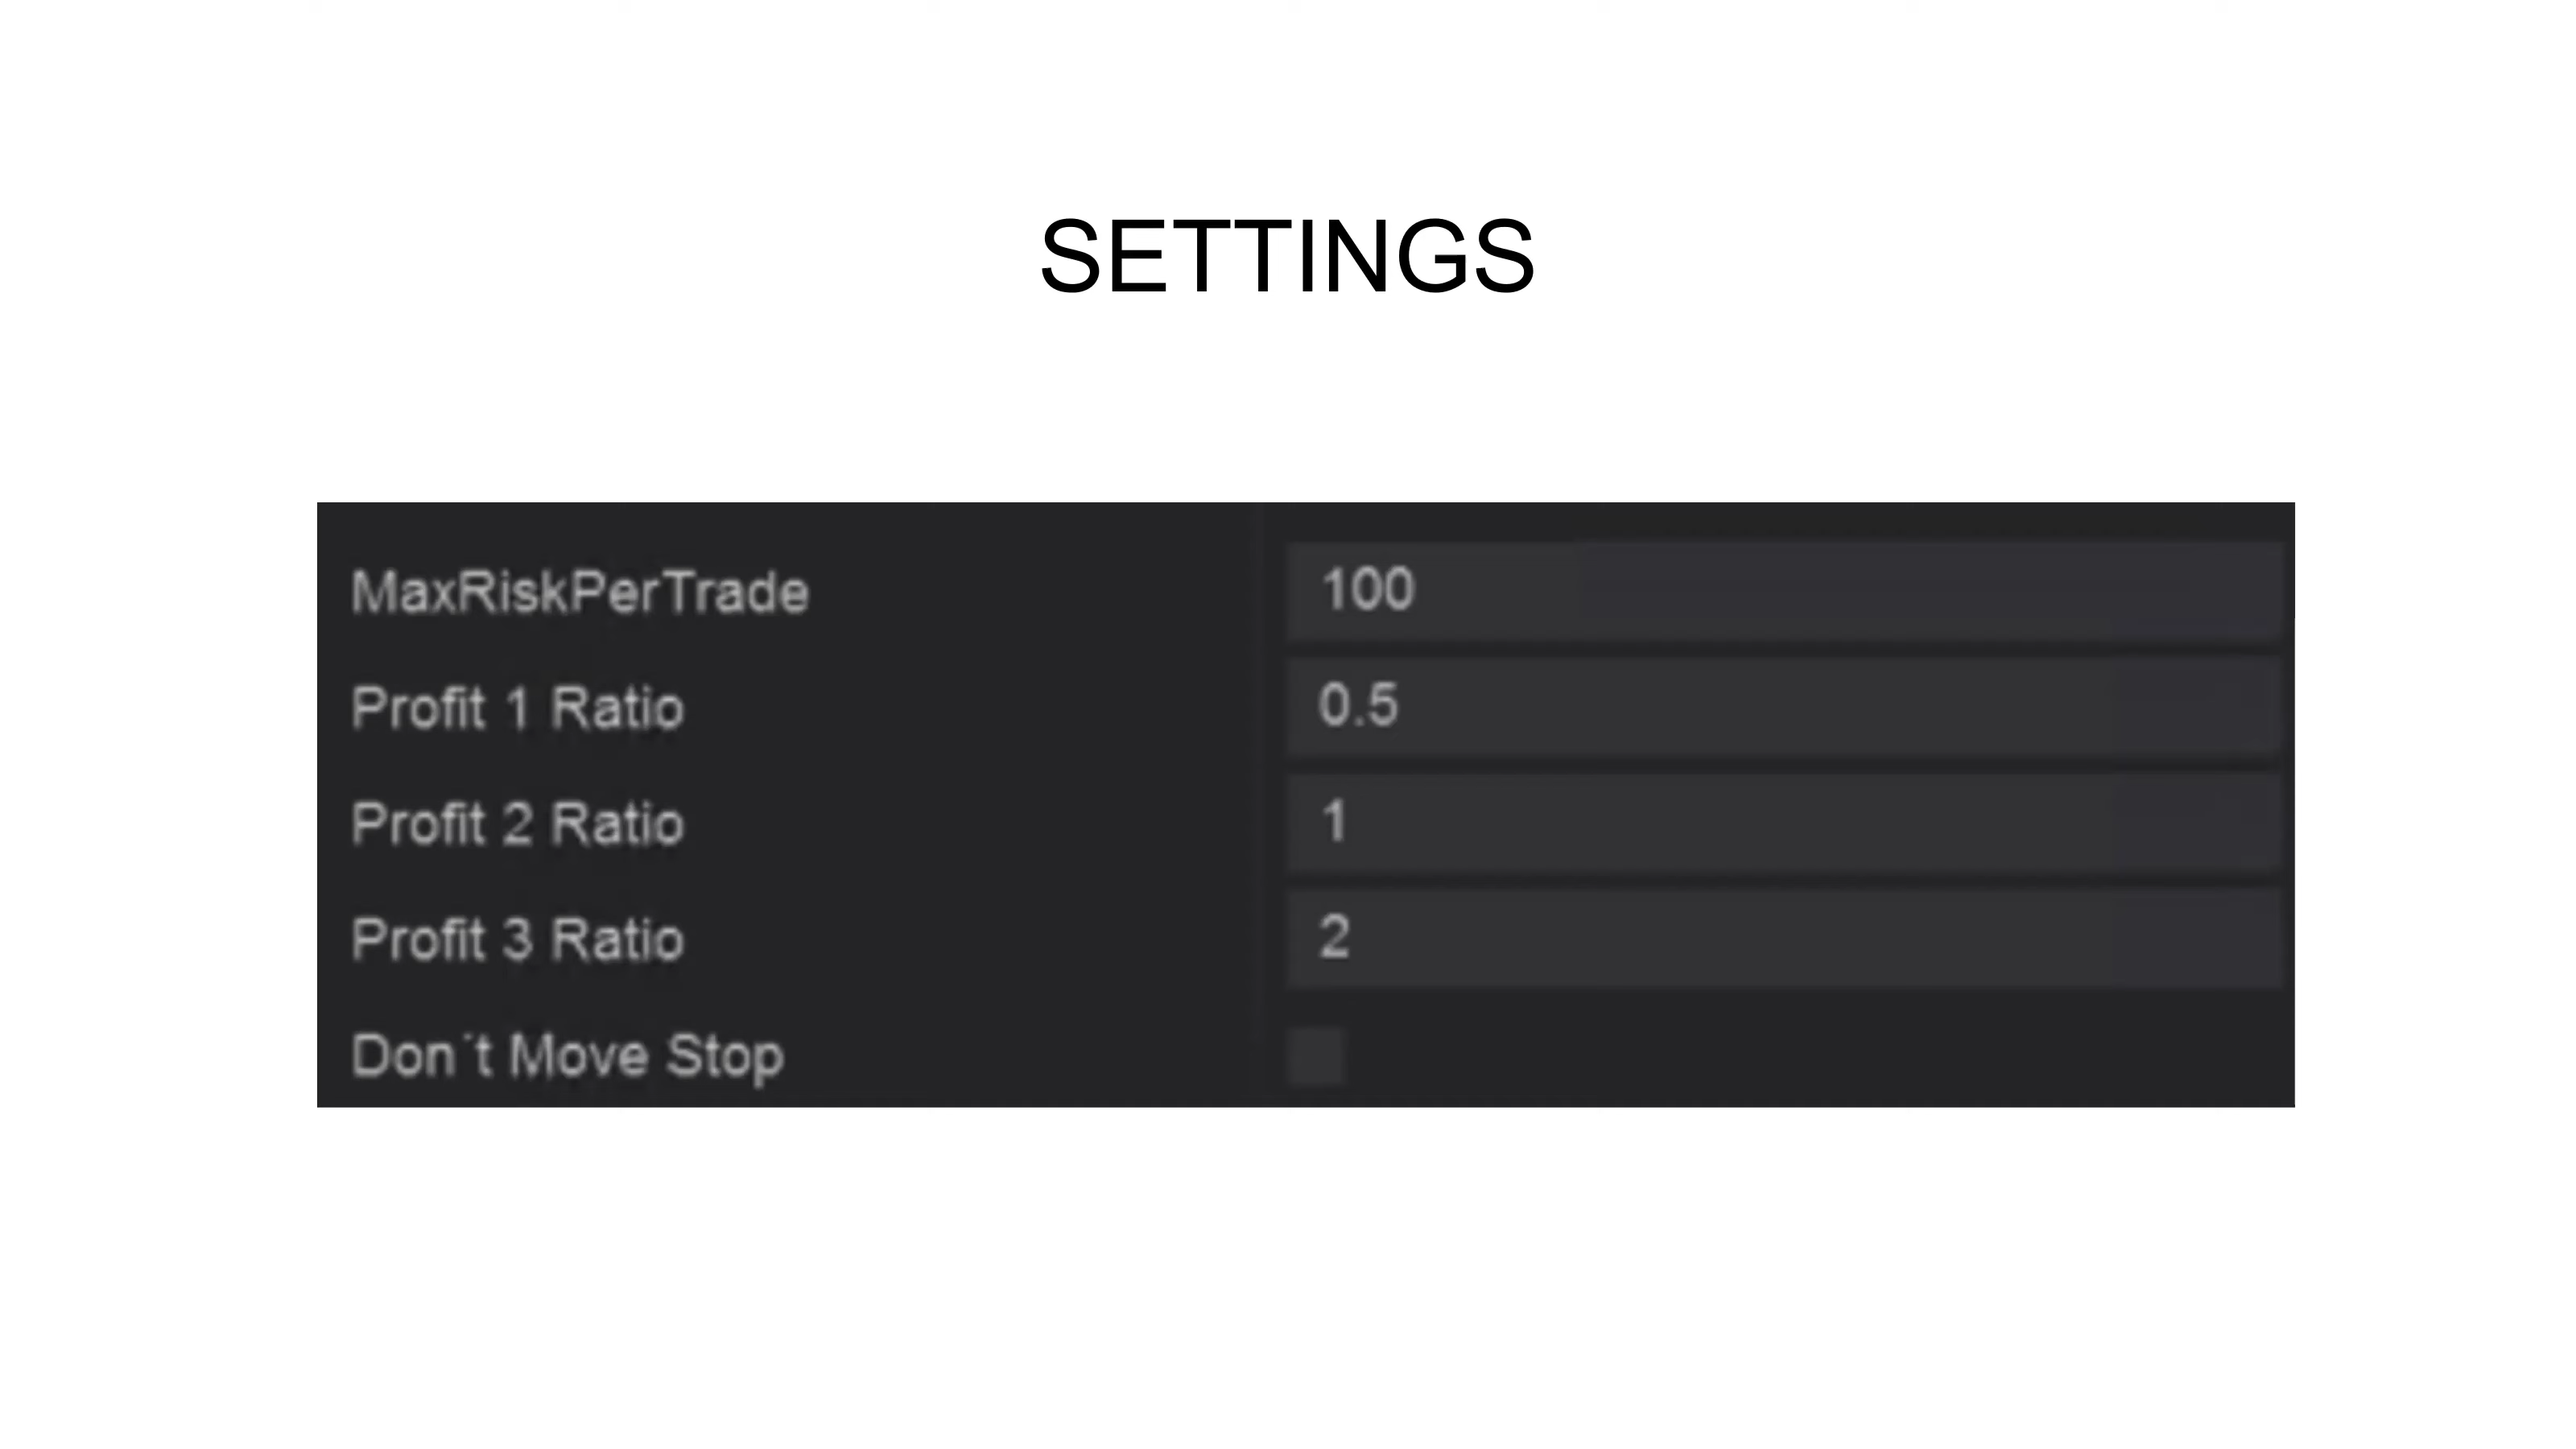 SETTINGS
MaxRiskPerTrade 100
Profit 1 Ratio 0.5
Profit 2 Ratio 1
Profit 3 Ratio 2
Don´t Move Stop